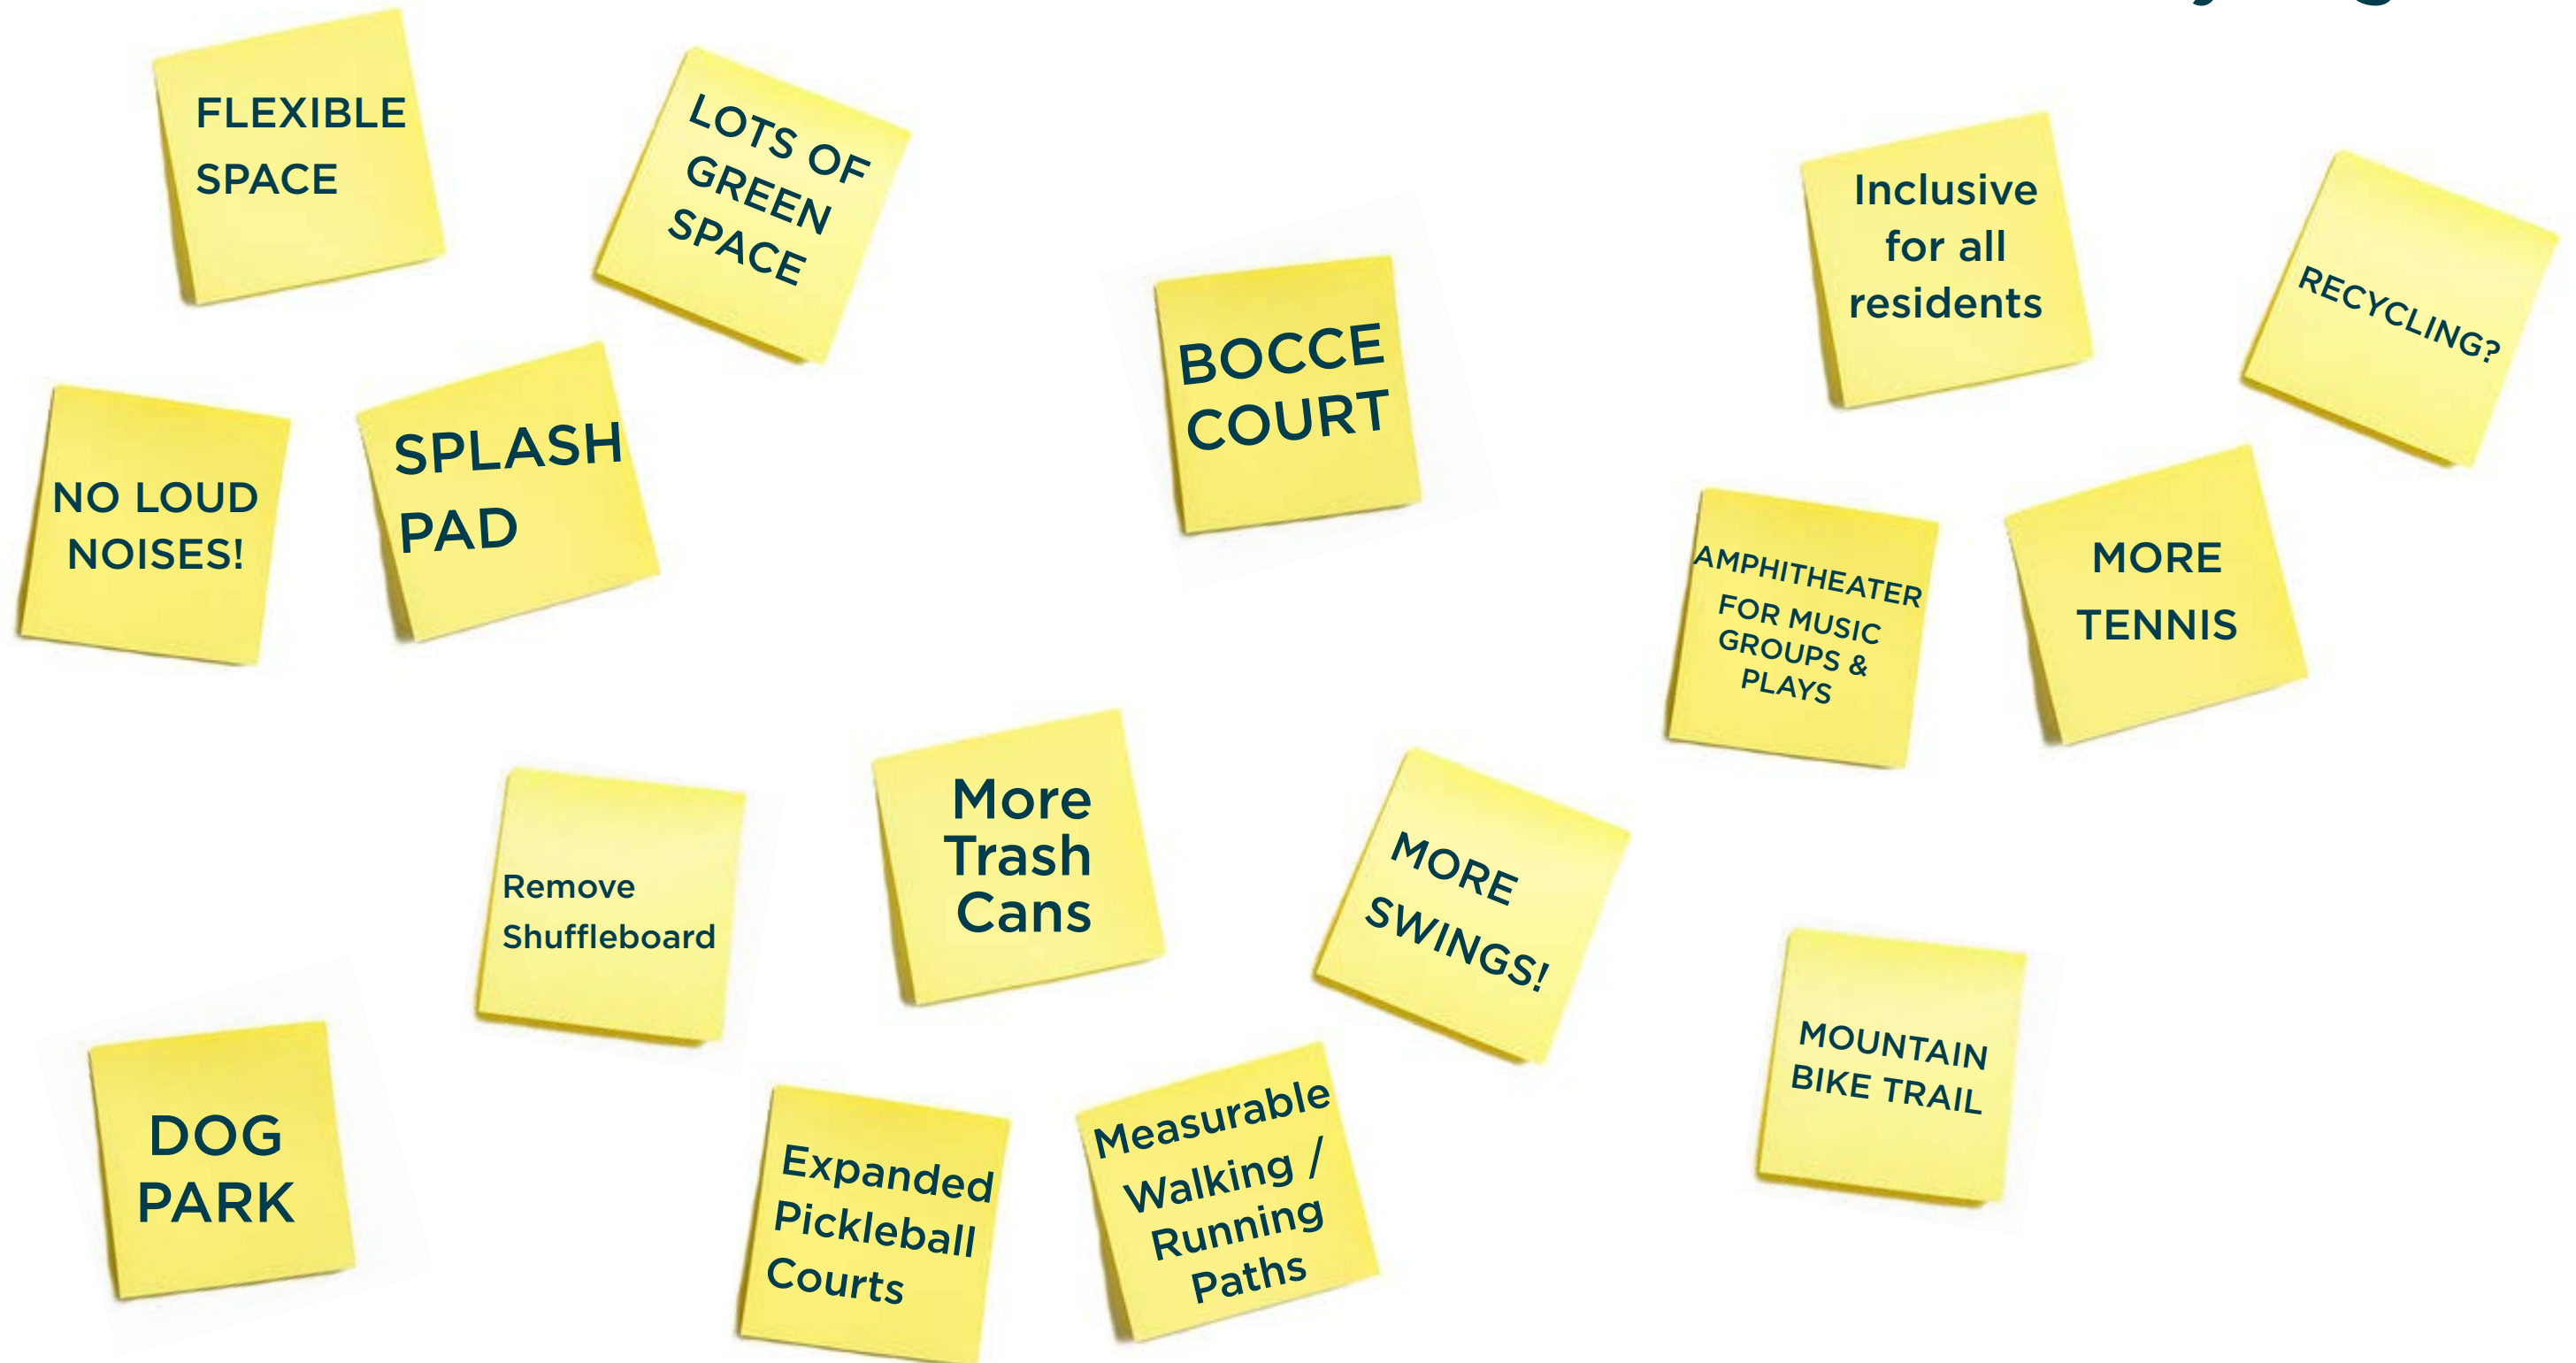 FLEXIBLE
SPACE
LOTS OF
GREEN
SPACE
NO LOUD
NOISES!
SPLASH
PAD
BOCCE
COURT
Inclusive
for all
residents
RECYCLING?
AMPHITHEATER
FOR MUSIC
GROUPS &
PLAYS
MORE
TENNIS
Remove
Shuffleboard
More
Trash
Cans
MORE
SWINGS!
MOUNTAIN
BIKE TRAIL
DOG
PARK
Expanded
Pickleball
Courts
Measurable
Walking /
Running
Paths